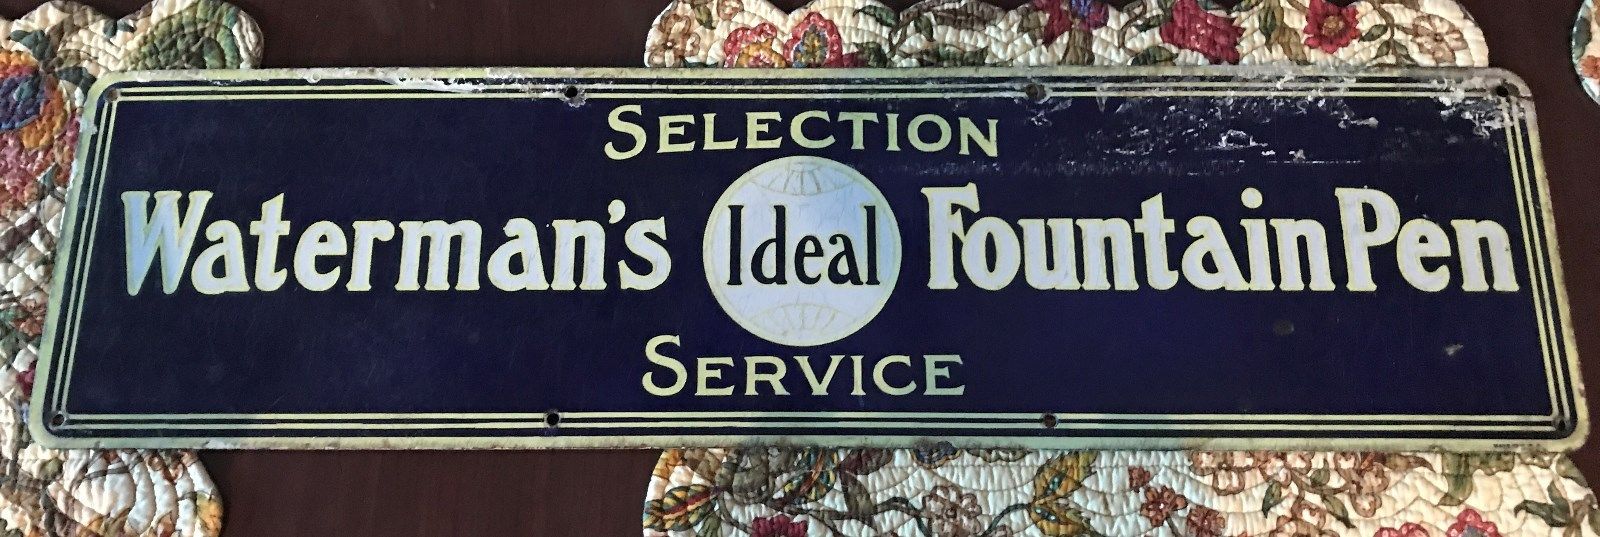 SELECTION
Waterman's Ideal Fountain Pen
SERVICE